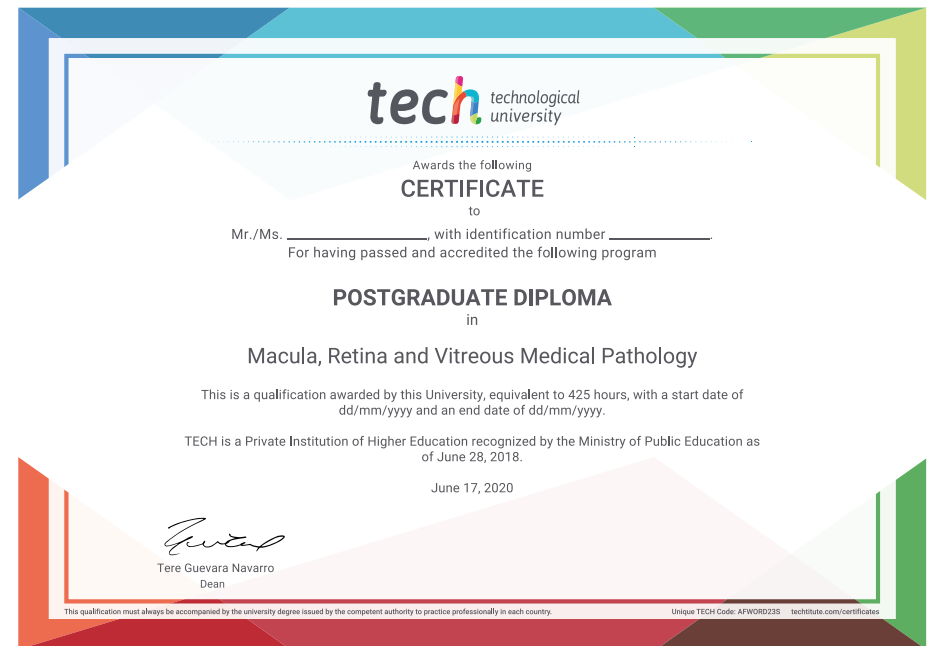 tech technological
university
Awards the following
CERTIFICATE
to
Mr./Ms. ____________________, with identification number ______________.
For having passed and accredited the following program
POSTGRADUATE DIPLOMA
in
Macula, Retina and Vitreous Medical Pathology
This is a qualification awarded by this University, equivalent to 425 hours, with a start date of
dd/mm/yyyy and an end date of dd/mm/yyyy.
TECH is a Private Institution of Higher Education recognized by the Ministry of Public Education as
of June 28, 2018.
June 17, 2020
Tere Guevara Navarro
Dean
This qualification must always be accompanied by the university degree issued by the competent authority to practice professionally in each country.
Unique TECH Code: AFWORD23S techtitute.com/certificates